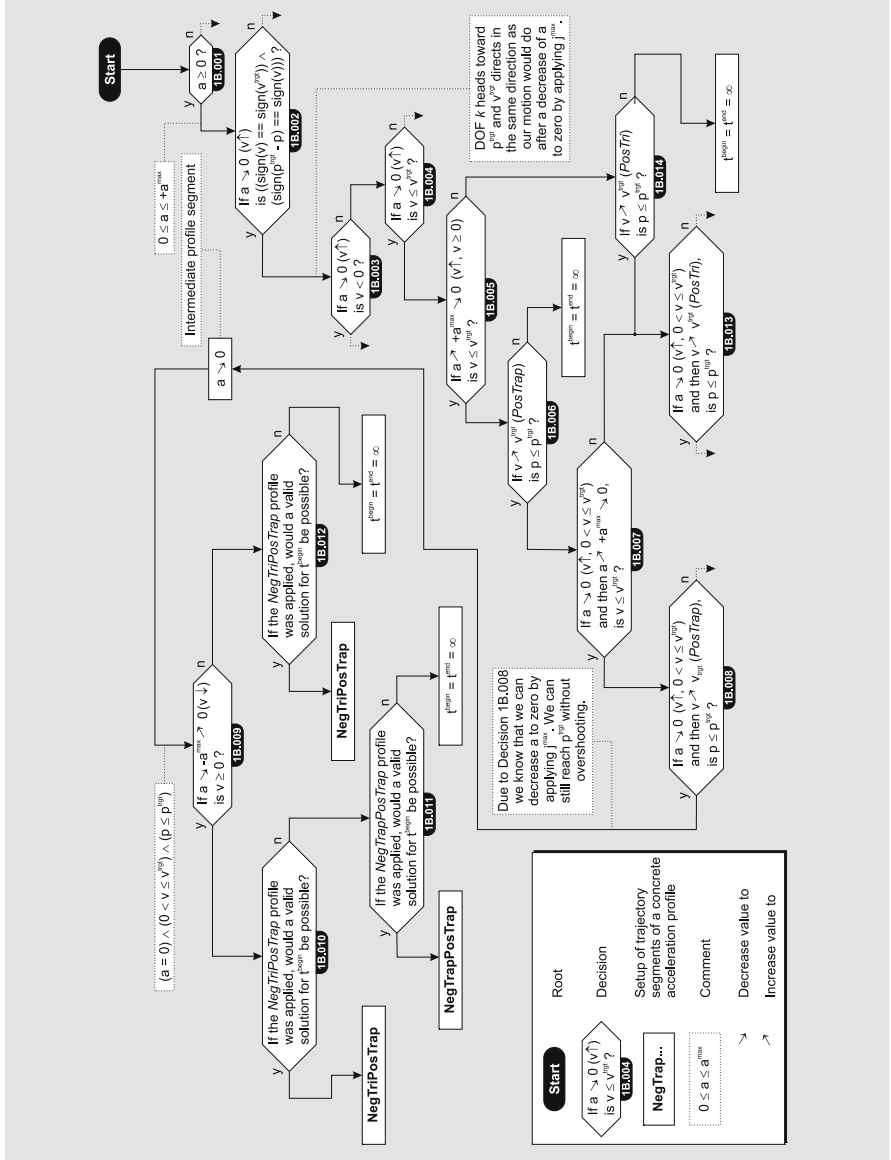 Start
a ≥ 0 ?
1B.001
y
n
0 ≤ a ≤ +a^max
If a ↘ 0 (v↑)
is ((sign(v) == sign(v^trgt)) ∧
(sign(p^trgt - p) == sign(v))) ?
1B.002
y
n
DOF k heads toward
p^trgt and v^trgt directs in
the same direction as
our motion would do
after a decrease of a
to zero by applying j^max.
If a ↘ 0 (v↑)
is v < 0 ?
1B.003
y
n
If a ↘ 0 (v↑)
is v ≤ v^trgt ?
1B.004
y
n
If a ↗ +a^max ↘ 0 (v↑, v ≥ 0)
is v ≤ v^trgt ?
1B.005
y
n
If v ↗ v^trgt (PosTrap)
is p ≤ p^trgt ?
1B.006
y
n
t^begin = t^end = ∞
If a ↘ 0 (v↑, 0 < v ≤ v^trgt)
and then a ↗ +a^max ↘ 0,
is v ≤ v^trgt ?
1B.007
y
n
If v ↗ v^trgt (PosTri)
is p ≤ p^trgt ?
1B.014
y
n
t^begin = t^end = ∞
If a ↘ 0 (v↑, 0 < v ≤ v^trgt)
and then v ↗ v^trgt (PosTri),
is p ≤ p^trgt ?
1B.013
y
n
If a ↘ 0 (v↑, 0 < v ≤ v^trgt)
and then v ↗ v_trgt (PosTrap),
is p ≤ p^trgt ?
1B.008
y
n
Due to Decision 1B.008
we know that we can
decrease a to zero by
applying j^max. We can
still reach p^trgt without
overshooting.
Intermediate profile segment
a ↘ 0
(a = 0) ∧ (0 < v ≤ v^trgt) ∧ (p ≤ p^trgt)
If a ↘ -a^max ↗ 0(v ↓)
is v ≥ 0 ?
1B.009
y
n
If the NegTriPosTrap profile
was applied, would a valid
solution for t^begin be possible?
1B.010
y
n
NegTriPosTrap
If the NegTrapPosTrap profile
was applied, would a valid
solution for t^begin be possible?
1B.011
y
n
NegTrapPosTrap
t^begin = t^end = ∞
If the NegTriPosTrap profile
was applied, would a valid
solution for t^begin be possible?
1B.012
y
n
NegTriPosTrap
t^begin = t^end = ∞
Start
Root
If a ↘ 0 (v↑)
is v ≤ v^trgt ?
1B.004
Decision
NegTrap...
Setup of trajectory
segments of a concrete
acceleration profile
0 ≤ a ≤ a^max
Comment
↘ Decrease value to
↗ Increase value to